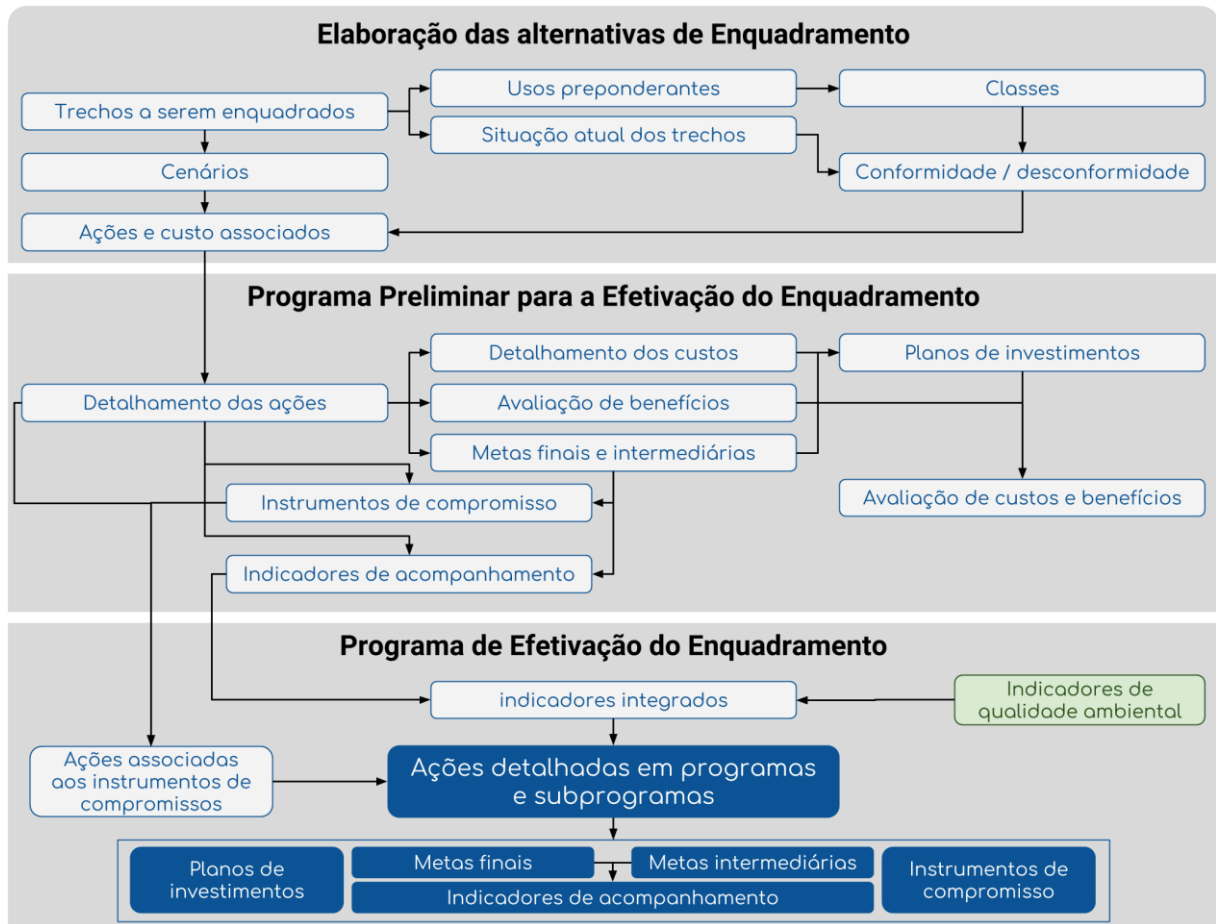 Elaboração das alternativas de Enquadramento
Usos preponderantes
Classes
Trechos a serem enquadrados
Situação atual dos trechos
Cenários
Conformidade / desconformidade
Ações e custo associados
Programa Preliminar para a Efetivação do Enquadramento
Detalhamento dos custos
Planos de investimentos
Detalhamento das ações
Avaliação de benefícios
Metas finais e intermediárias
Instrumentos de compromisso
Avaliação de custos e benefícios
Indicadores de acompanhamento
Programa de Efetivação do Enquadramento
indicadores integrados
Indicadores de
qualidade ambiental
Ações associadas
aos instrumentos de
compromissos
Ações detalhadas em programas
e subprogramas
Planos de
investimentos
Metas finais
Metas intermediárias
Indicadores de acompanhamento
Instrumentos de
compromisso